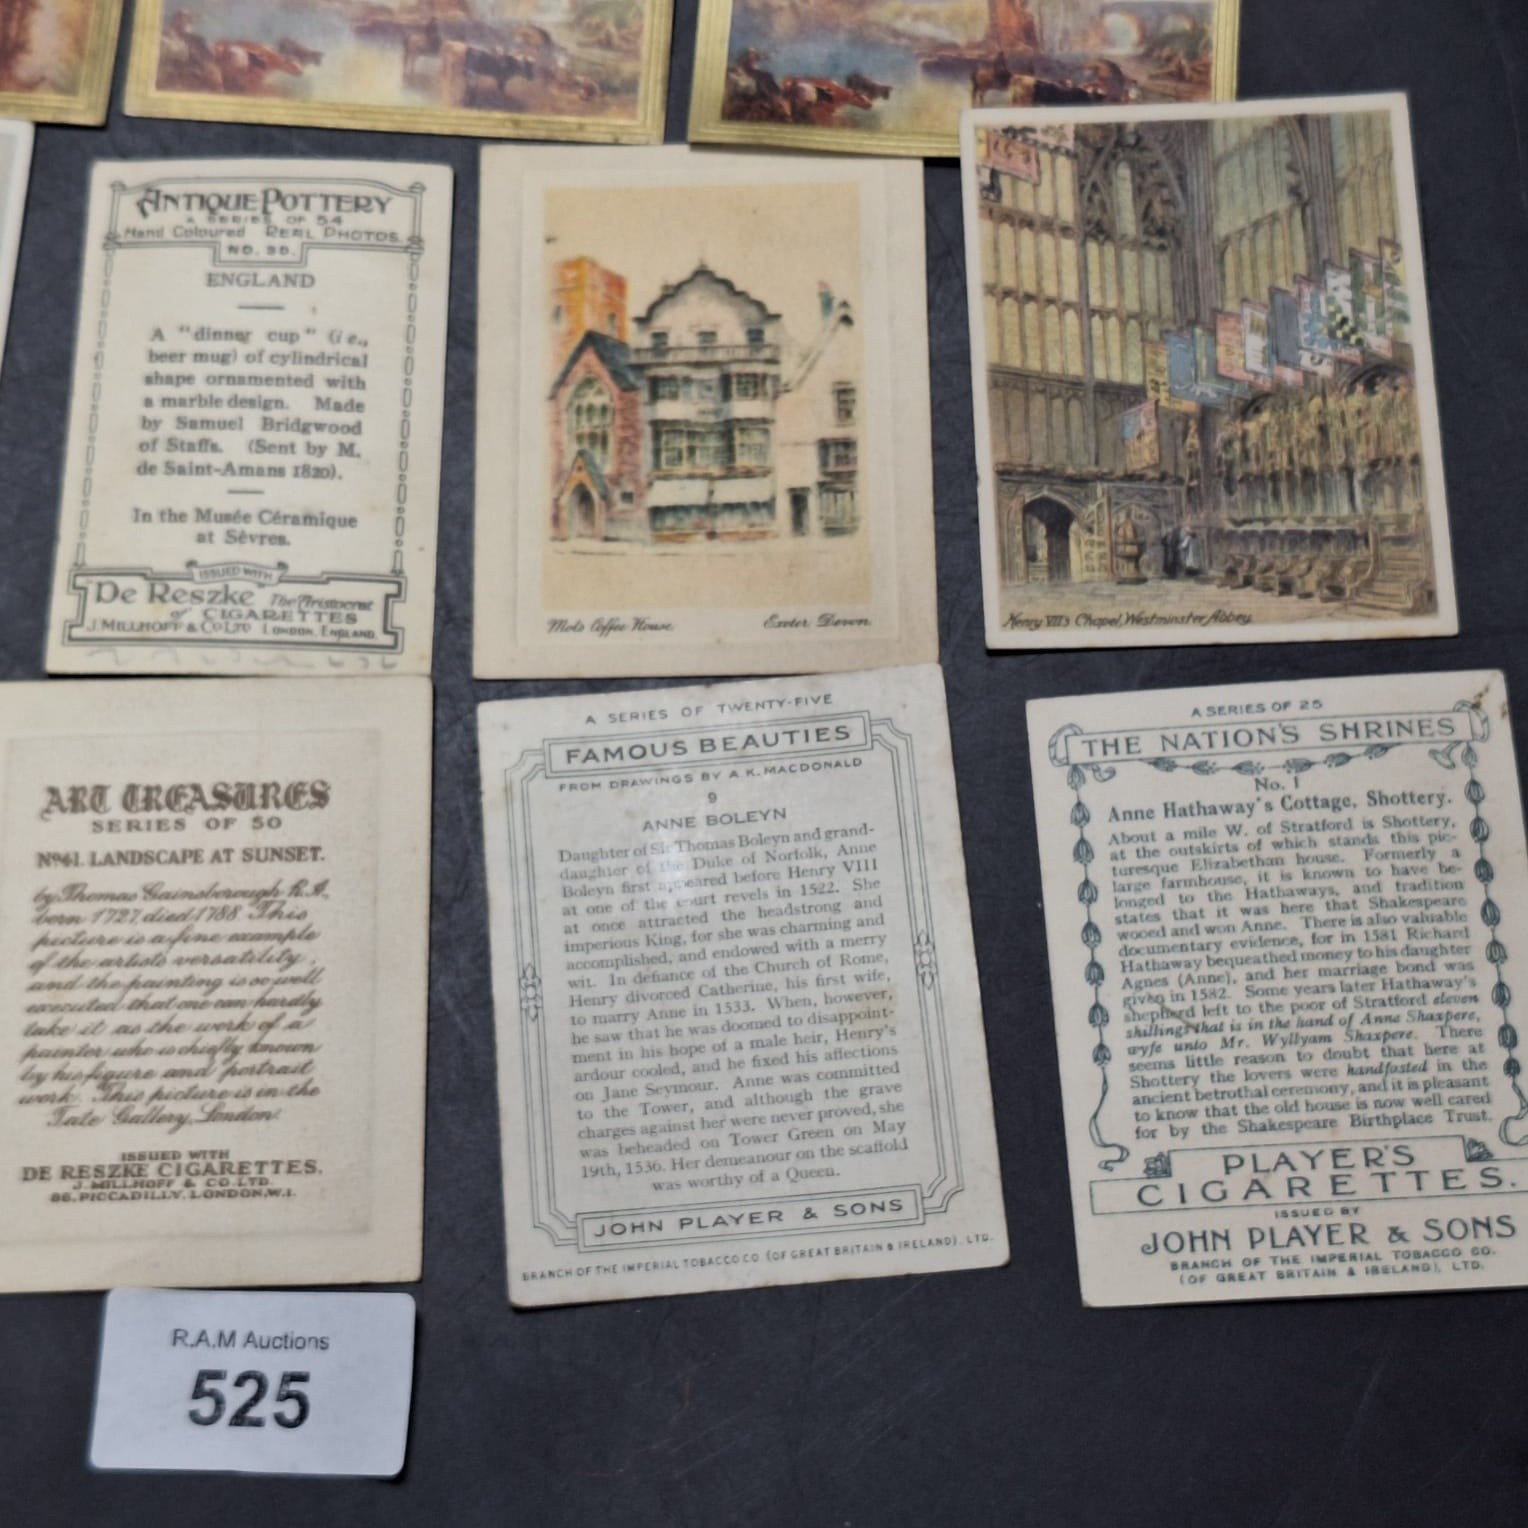 ANTIQUE POTTERY
A SERIES OF 54
Hand Coloured REAL PHOTOS.
ENGLAND
A "dinner cup" (i e.,
beer mug) of cylindrical
shape ornamented with
a marble design. Made
by Samuel Bridgwood
of Staffs. (Sent by M.
de Saint-Amans 1820).
In the Musée Céramique
at Sèvres.
ISSUED WITH
De Reszke The Aristocrat
of CIGARETTES
J. MILLHOFF & CO LTD LONDON, ENGLAND.
Mols Coffee House. Exeter Devon.
Henry VII's Chapel, Westminster Abbey.
ART TREASURES
SERIES OF 50
No 41. LANDSCAPE AT SUNSET.
by Thomas Gainsborough R.A.,
born 1727, died 1788. This
picture is a fine example
of the artists versatility,
and the painting is so well
executed that one can hardly
take it as the work of a
painter who is chiefly known
by his figure and portrait
work. This picture is in the
Tate Gallery, London.
ISSUED WITH
DE RESZKE CIGARETTES.
J. MILLHOFF & CO. LTD.
86, PICCADILLY, LONDON, W.1.
A SERIES OF TWENTY-FIVE
FAMOUS BEAUTIES
FROM DRAWINGS BY A.K. MACDONALD
9
ANNE BOLEYN
Daughter of Sir Thomas Boleyn and grand-
daughter of the Duke of Norfolk, Anne
Boleyn first appeared before Henry VIII
at one of the court revels in 1522. She
at once attracted the headstrong and
imperious King, for she was charming and
accomplished, and endowed with a merry
wit. In defiance of the Church of Rome,
Henry divorced Catherine, his first wife,
to marry Anne in 1533. When, however,
he saw that he was doomed to disappoint-
ment in his hope of a male heir, Henry's
ardour cooled, and he fixed his affections
on Jane Seymour. Anne was committed
to the Tower, and although the grave
charges against her were never proved, she
was beheaded on Tower Green on May
19th, 1536. Her demeanour on the scaffold
was worthy of a Queen.
JOHN PLAYER & SONS
BRANCH OF THE IMPERIAL TOBACCO CO. (OF GREAT BRITAIN & IRELAND), LTD.
A SERIES OF 25
THE NATION'S SHRINES
No. 1
Anne Hathaway's Cottage, Shottery.
About a mile W. of Stratford is Shottery,
at the outskirts of which stands this pic-
turesque Elizabethan house. Formerly a
large farmhouse, it is known to have be-
longed to the Hathaways, and tradition
states that it was here that Shakespeare
wooed and won Anne. There is also valuable
documentary evidence, for in 1581 Richard
Hathaway bequeathed money to his daughter
Agnes (Anne), and her marriage bond was
given in 1582. Some years later Hathaway's
shepherd left to the poor of Stratford eleven
shillings that is in the hand of Anne Shaxpere,
wyfe unto Mr. Wyllyam Shaxpere. There
seems little reason to doubt that here at
Shottery the lovers were handfasted in the
ancient betrothal ceremony, and it is pleasant
to know that the old house is now well cared
for by the Shakespeare Birthplace Trust.
PLAYER'S
CIGARETTES.
ISSUED BY
JOHN PLAYER & SONS
BRANCH OF THE IMPERIAL TOBACCO CO.
(OF GREAT BRITAIN & IRELAND), LTD.
R.A.M Auctions
525